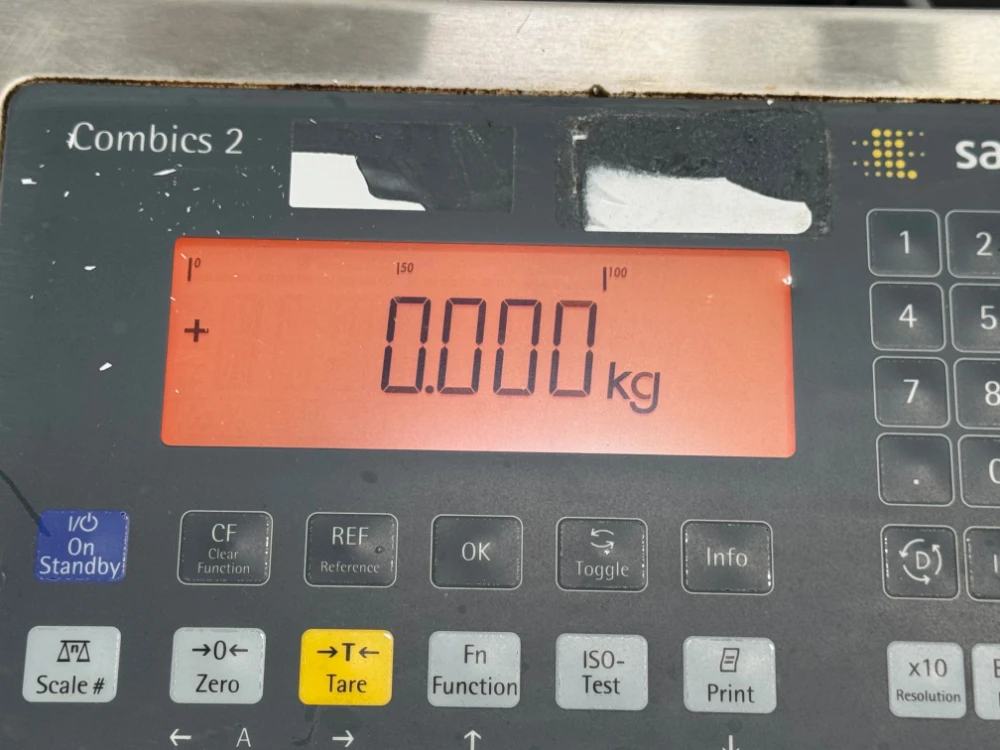 Combics 2
sa
0 50 100
+ 0.000 kg
1 2
4 5
7 8
. 0
I/⏻
On
Standby
CF
Clear
Function
REF
Reference
OK
Toggle
Info
D
Scale #
→0←
Zero
→T←
Tare
Fn
Function
ISO-
Test
Print
x10
Resolution
← A → ↑ ↓